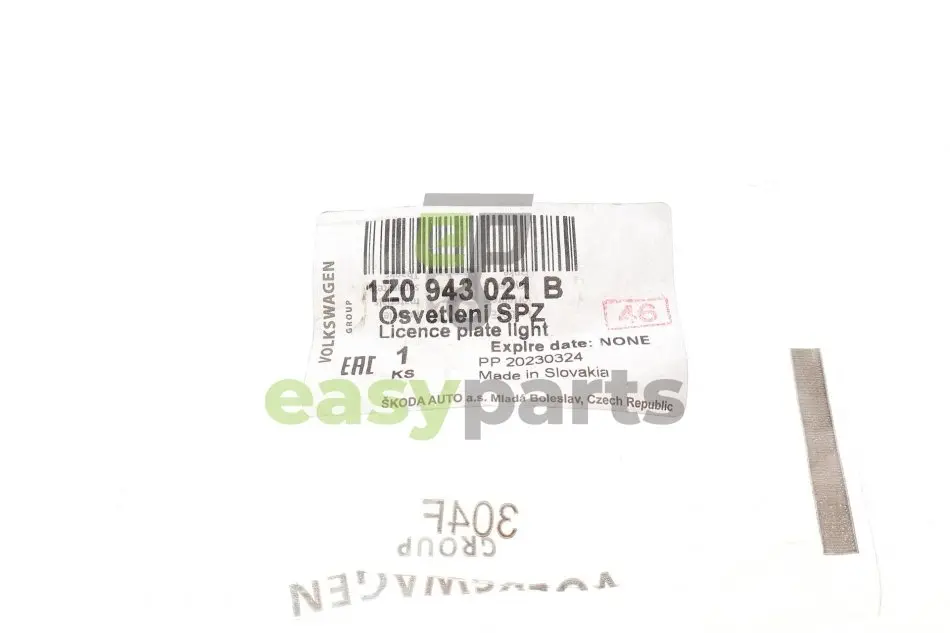 VOLKSWAGEN
GROUP
1Z0 943 021 B
Osvetleni SPZ
Licence plate light
46
Expire date: NONE
EAC
1
KS
PP 20230324
Made in Slovakia
ŠKODA AUTO a.s. Mladá Boleslav, Czech Republic
easyparts
304F
GROUP
VOLKSWAGEN